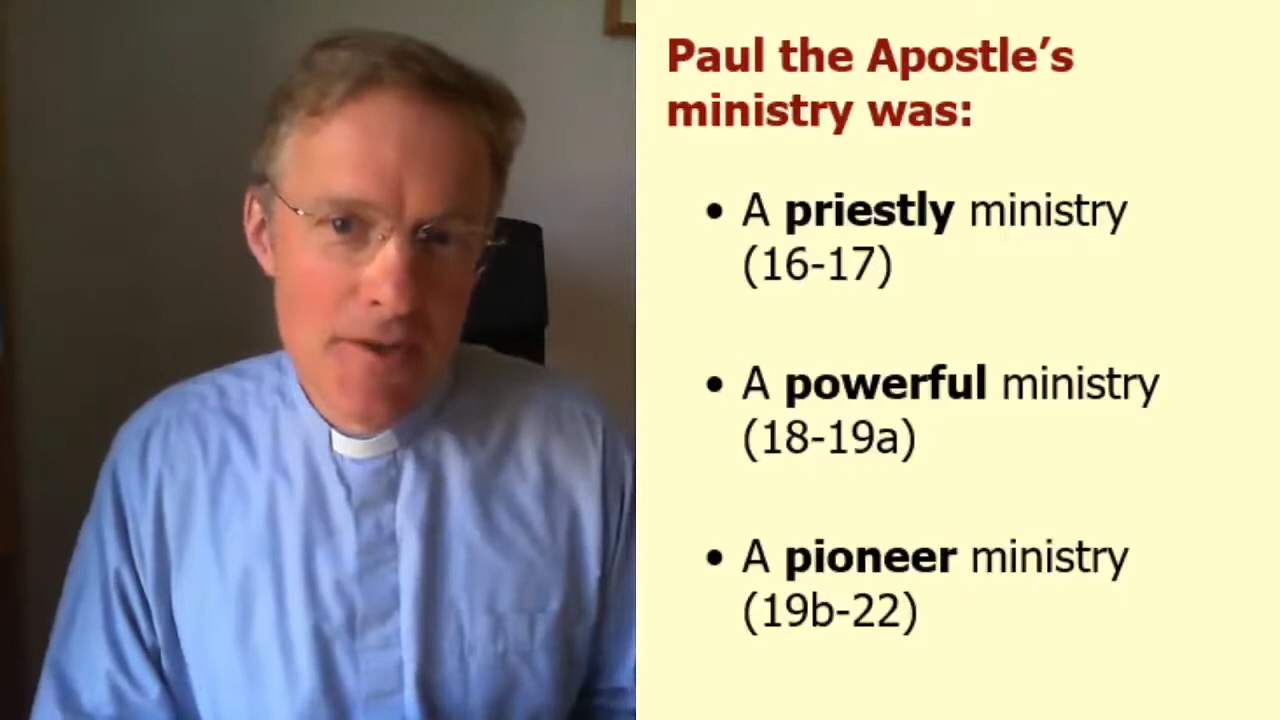 Paul the Apostle’s
ministry was:
• A priestly ministry
(16-17)
• A powerful ministry
(18-19a)
• A pioneer ministry
(19b-22)